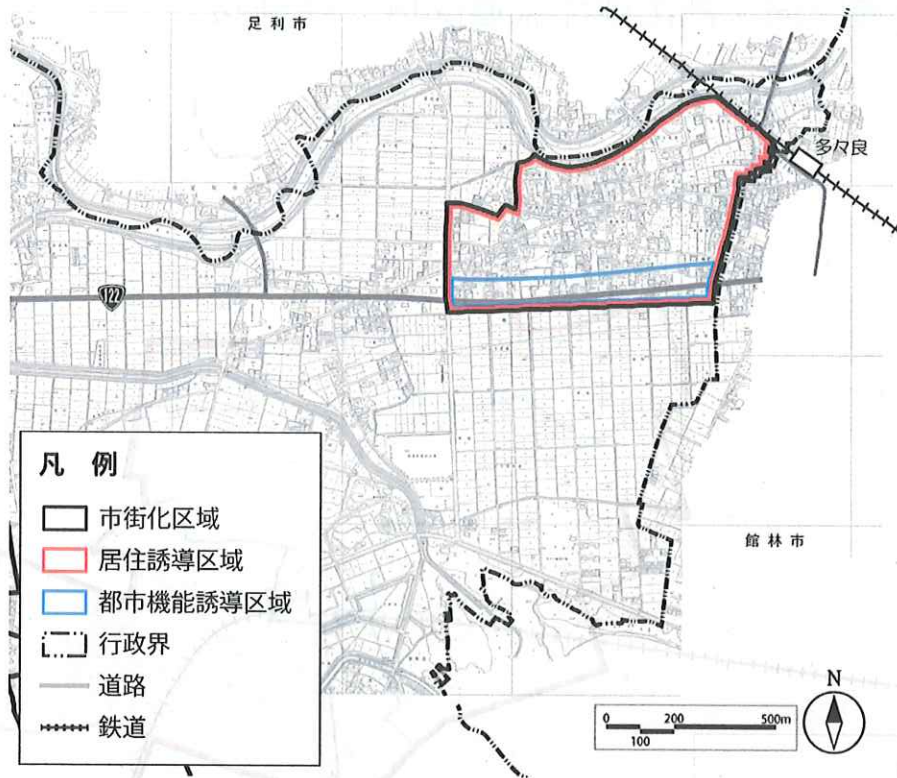 足利市
多々良
122
凡 例
市街化区域
居住誘導区域
都市機能誘導区域
行政界
道路
鉄道
館林市
N
0 200 500m
100